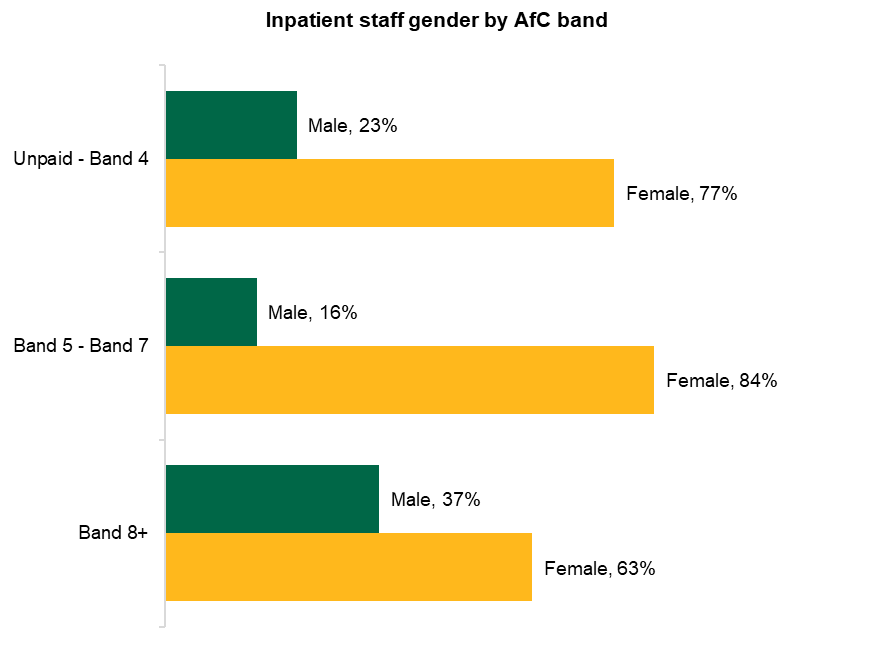 Inpatient staff gender by AfC band
Male, 23%
Unpaid - Band 4
Female, 77%
Male, 16%
Band 5 - Band 7
Female, 84%
Male, 37%
Band 8+
Female, 63%